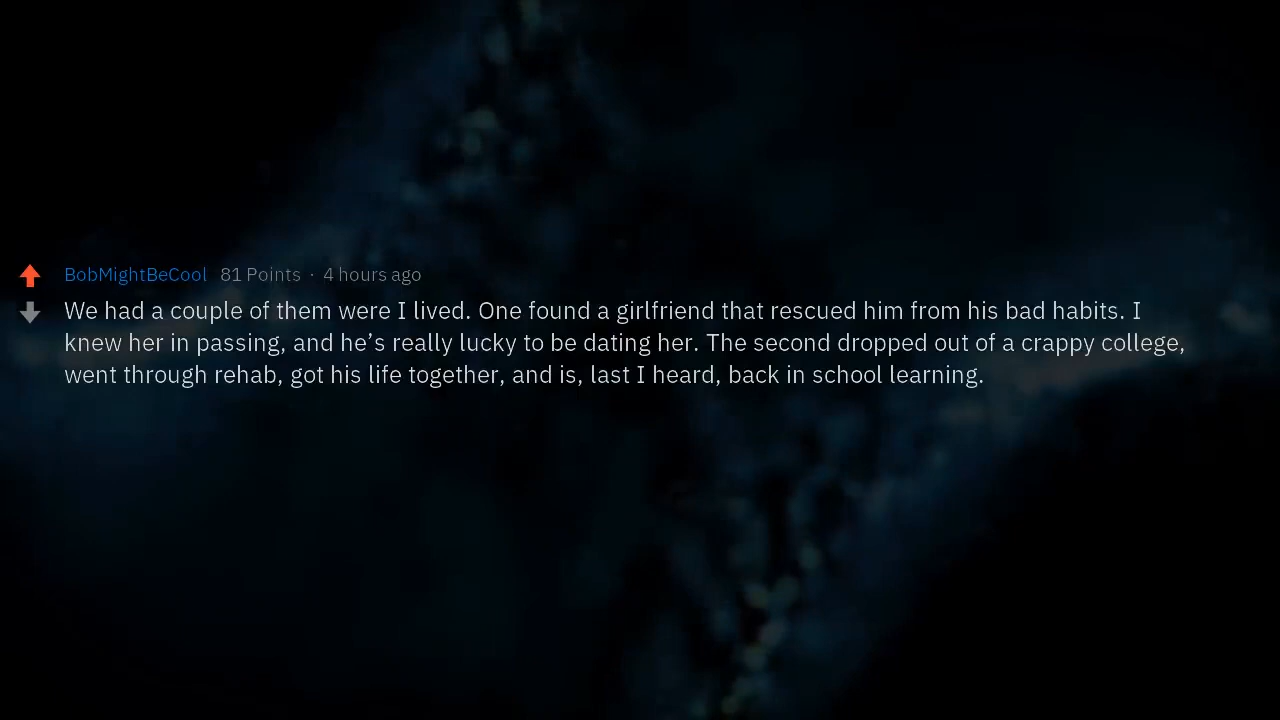 BobMightBeCool 81 Points · 4 hours ago
We had a couple of them were I lived. One found a girlfriend that rescued him from his bad habits. I
knew her in passing, and he’s really lucky to be dating her. The second dropped out of a crappy college,
went through rehab, got his life together, and is, last I heard, back in school learning.